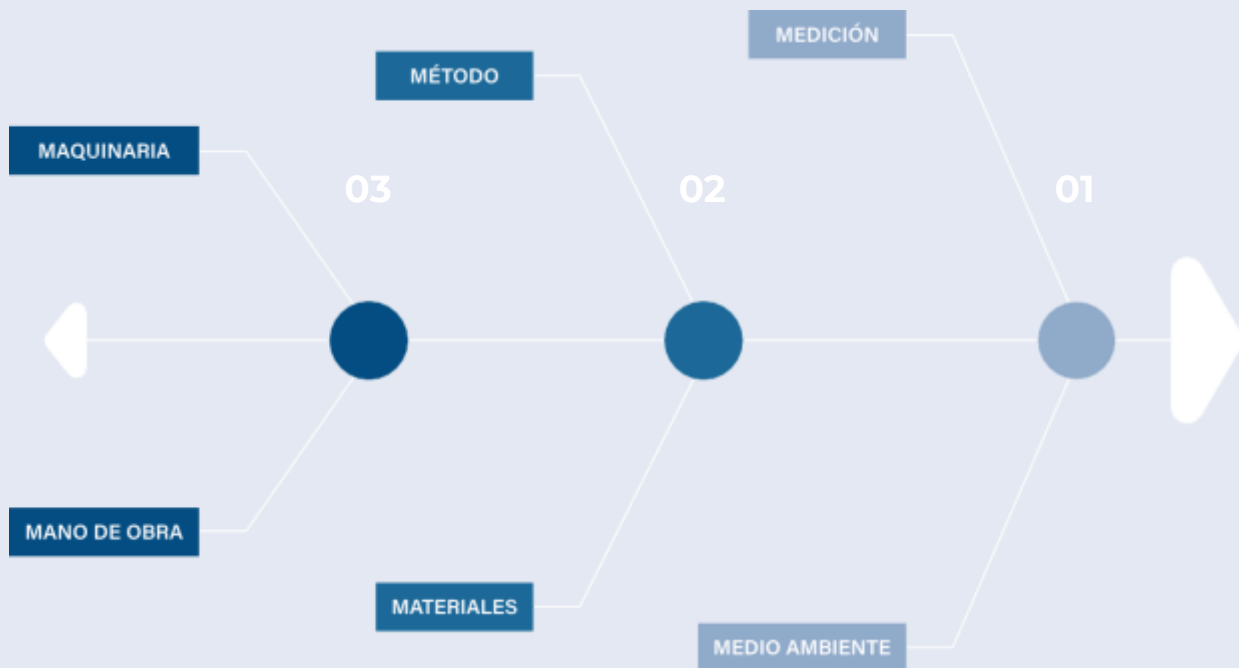 MEDICIÓN
MÉTODO
MAQUINARIA
03
02
01
MANO DE OBRA
MATERIALES
MEDIO AMBIENTE